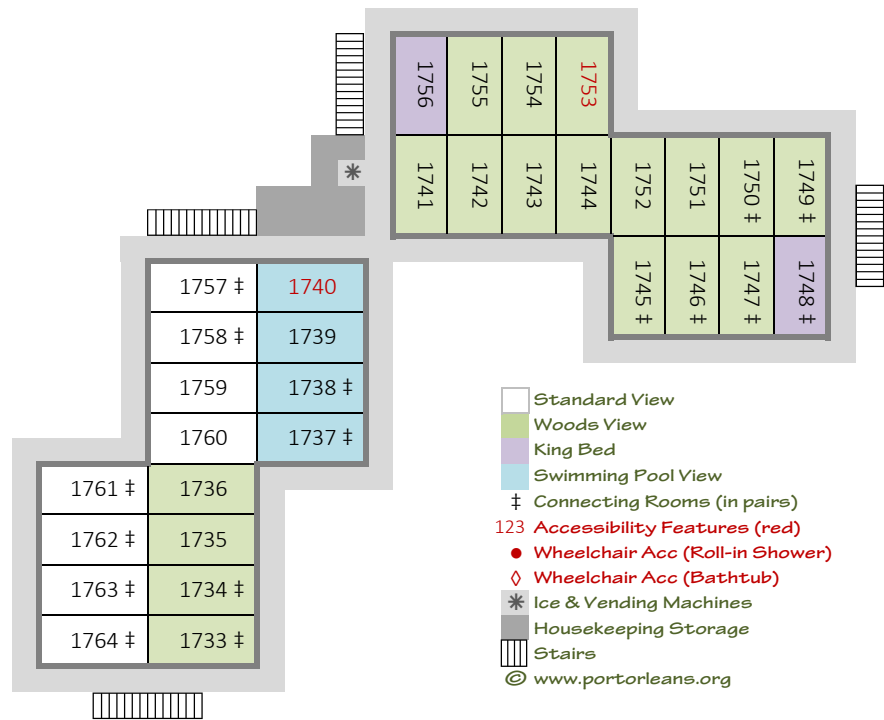 1756
1755
1754
1753
1741
1742
1743
1744
1752
1751
1750 ‡
1749 ‡
1745 ‡
1746 ‡
1747 ‡
1748 ‡
1757 ‡
1740
1758 ‡
1739
1759
1738 ‡
1760
1737 ‡
1761 ‡
1736
1762 ‡
1735
1763 ‡
1734 ‡
1764 ‡
1733 ‡
Standard View
Woods View
King Bed
Swimming Pool View
‡ Connecting Rooms (in pairs)
123 Accessibility Features (red)
● Wheelchair Acc (Roll-in Shower)
◊ Wheelchair Acc (Bathtub)
Ice & Vending Machines
Housekeeping Storage
Stairs
© www.portorleans.org